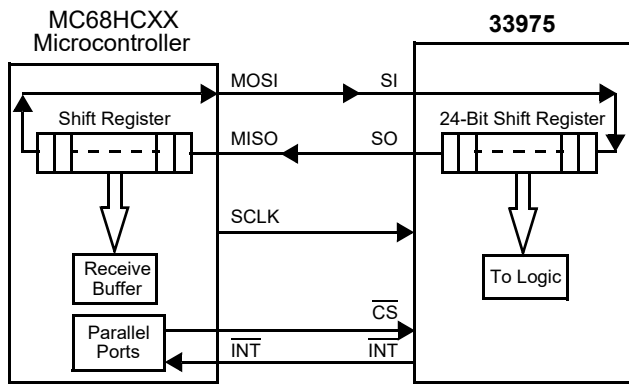 MC68HCXX
Microcontroller
33975
MOSI
SI
Shift Register
24-Bit Shift Register
MISO
SO
SCLK
Receive
Buffer
To Logic
CS
Parallel
Ports
INT
INT